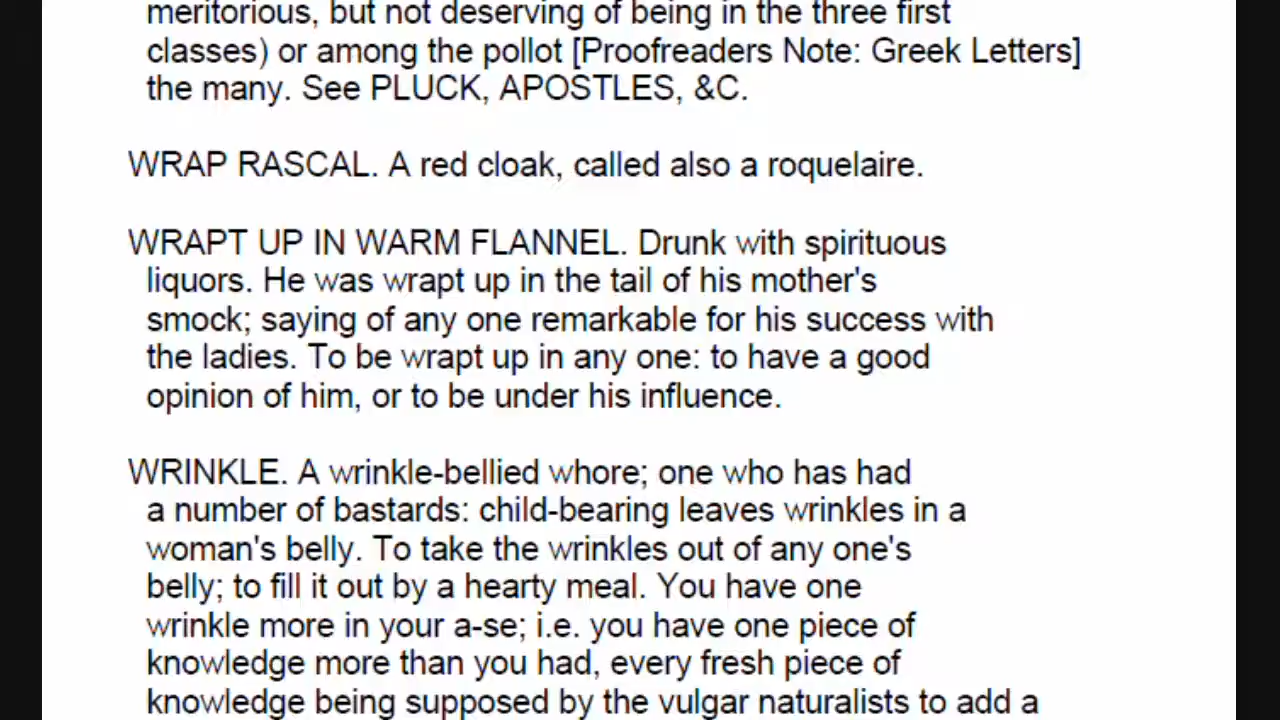 meritorious, but not deserving of being in the three first
classes) or among the pollot [Proofreaders Note: Greek Letters]
the many. See PLUCK, APOSTLES, &C.
WRAP RASCAL. A red cloak, called also a roquelaire.
WRAPT UP IN WARM FLANNEL. Drunk with spirituous
liquors. He was wrapt up in the tail of his mother's
smock; saying of any one remarkable for his success with
the ladies. To be wrapt up in any one: to have a good
opinion of him, or to be under his influence.
WRINKLE. A wrinkle-bellied whore; one who has had
a number of bastards: child-bearing leaves wrinkles in a
woman's belly. To take the wrinkles out of any one's
belly; to fill it out by a hearty meal. You have one
wrinkle more in your a-se; i.e. you have one piece of
knowledge more than you had, every fresh piece of
knowledge being supposed by the vulgar naturalists to add a